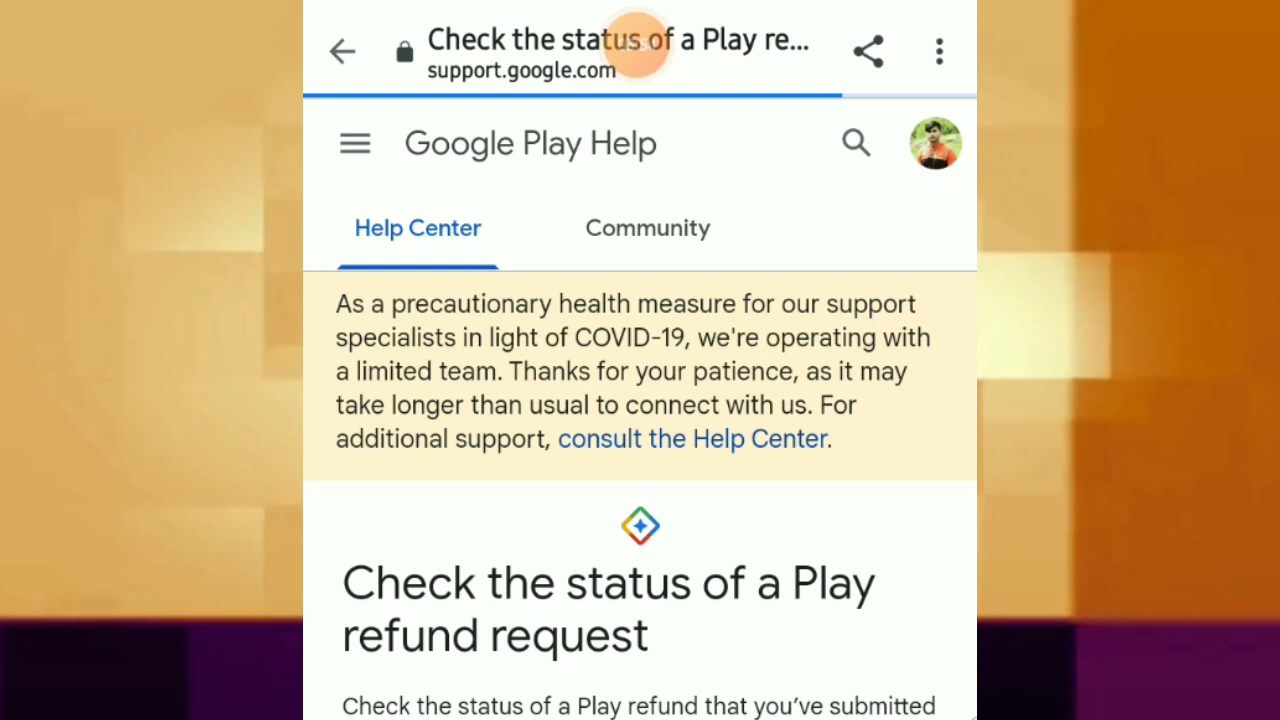 Check the status of a Play re...
support.google.com
Google Play Help
Help Center
Community
As a precautionary health measure for our support
specialists in light of COVID-19, we're operating with
a limited team. Thanks for your patience, as it may
take longer than usual to connect with us. For
additional support, consult the Help Center.
Check the status of a Play
refund request
Check the status of a Play refund that you've submitted